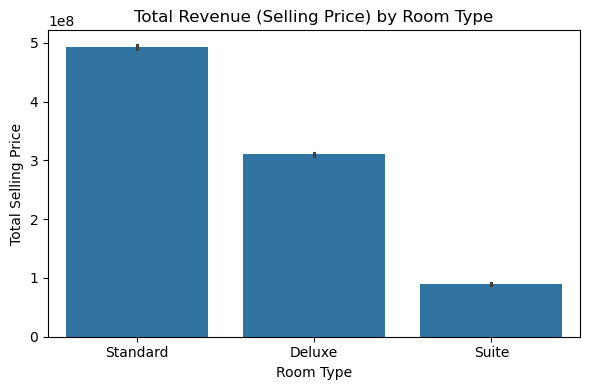 Total Revenue (Selling Price) by Room Type
1e8
5
4
3
2
1
0
Total Selling Price
Standard Deluxe Suite
Room Type